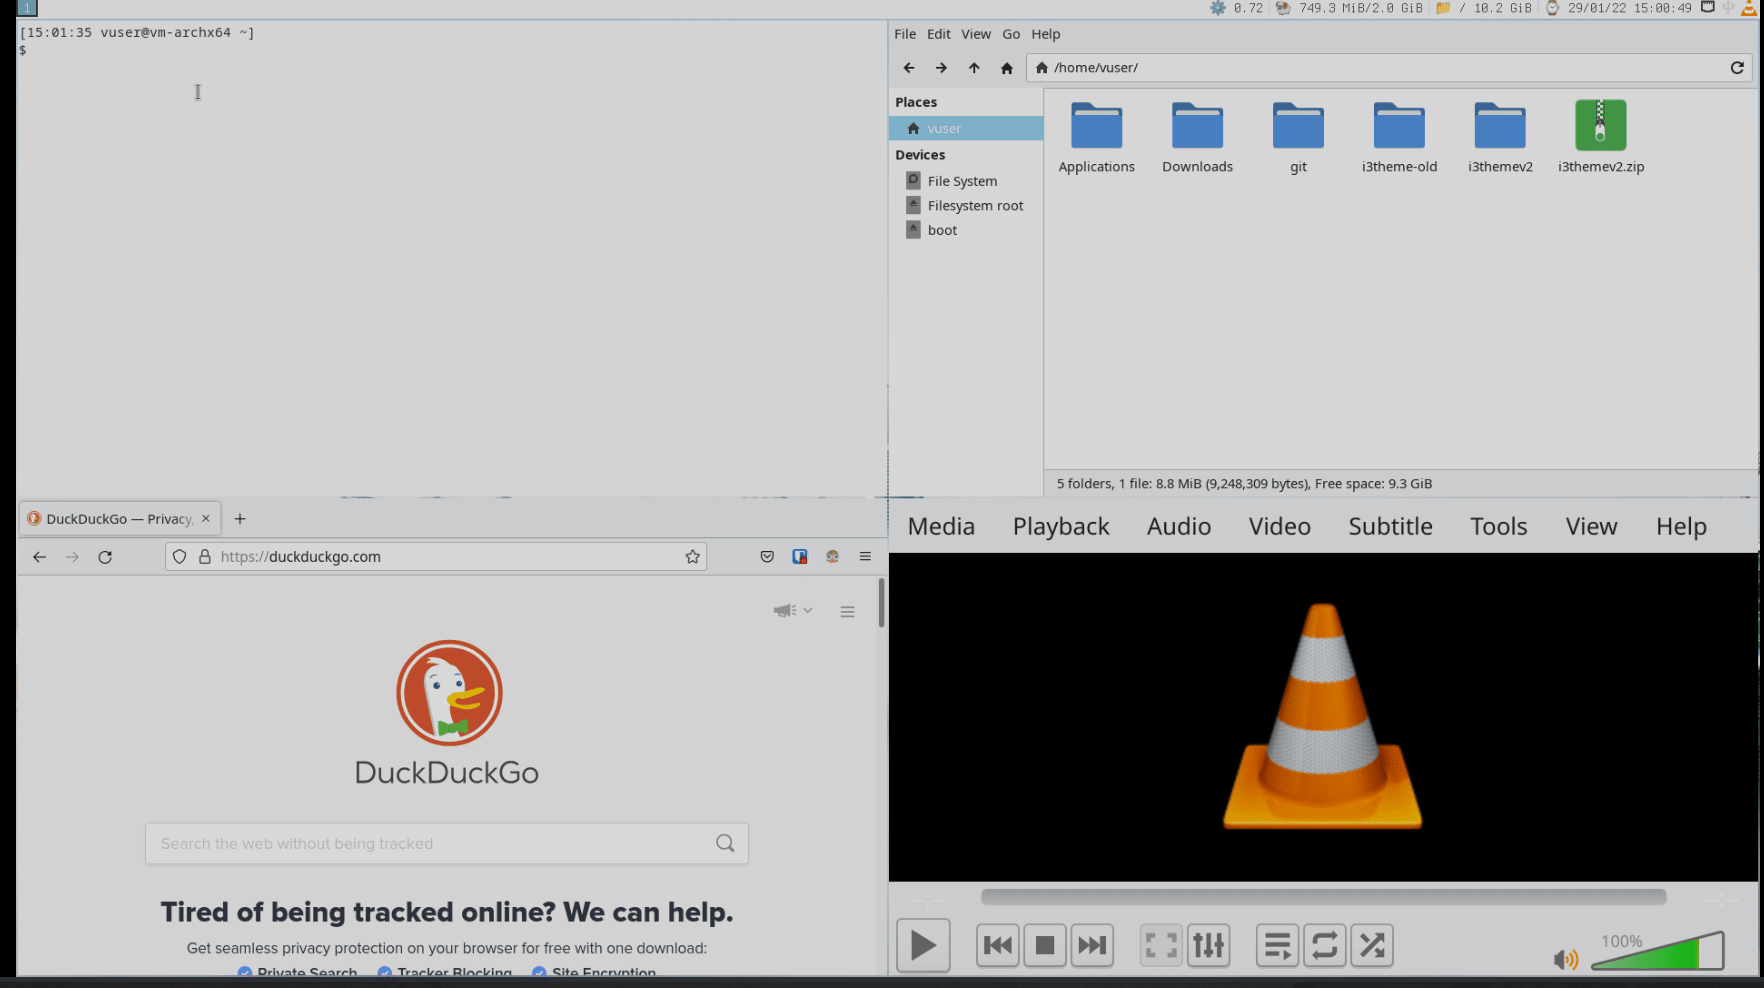 1
0.72 749.3 MiB/2.0 GiB / 10.2 GiB 29/01/22 15:00:49
[15:01:35 vuser@vm-archx64 ~]
$
File Edit View Go Help
/home/vuser/
Places
vuser
Devices
File System
Filesystem root
boot
Applications Downloads git i3theme-old i3themev2 i3themev2.zip
5 folders, 1 file: 8.8 MiB (9,248,309 bytes), Free space: 9.3 GiB
DuckDuckGo — Privacy,
https://duckduckgo.com
DuckDuckGo
Search the web without being tracked
Tired of being tracked online? We can help.
Get seamless privacy protection on your browser for free with one download:
Private Search Tracker Blocking Site Encryption
Media Playback Audio Video Subtitle Tools View Help
--:-- --:--
100%